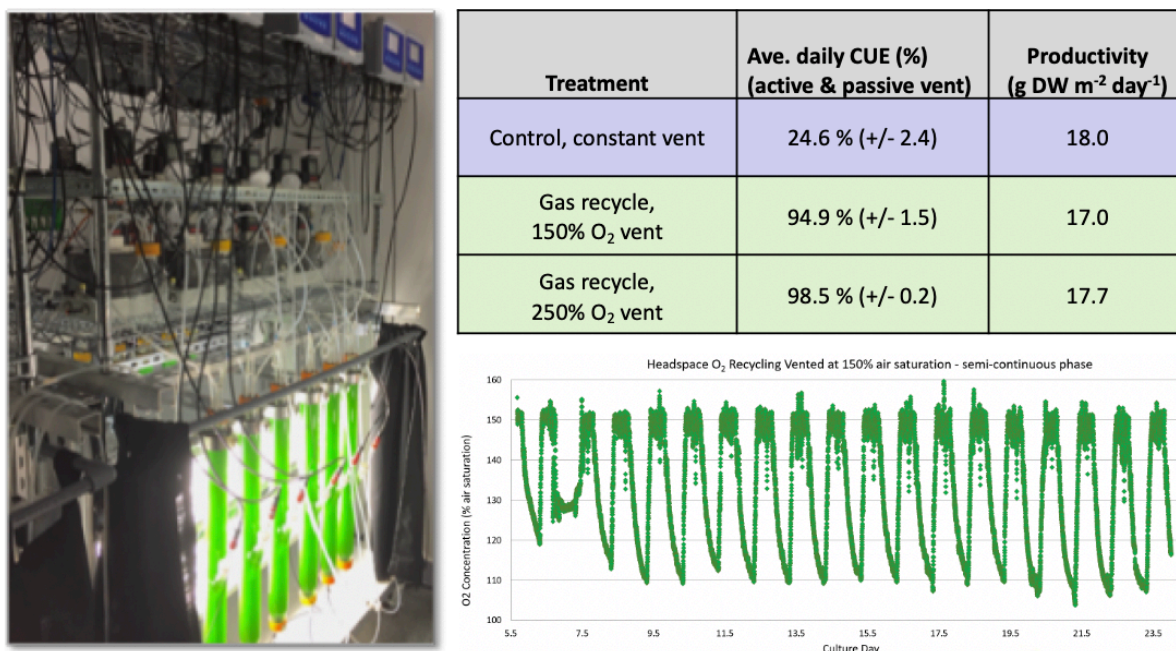 Treatment
Ave. daily CUE (%)
(active & passive vent)
Productivity
(g DW m⁻² day⁻¹)
Control, constant vent
24.6 % (+/- 2.4)
18.0
Gas recycle,
150% O₂ vent
94.9 % (+/- 1.5)
17.0
Gas recycle,
250% O₂ vent
98.5 % (+/- 0.2)
17.7
Headspace O₂ Recycling Vented at 150% air saturation - semi-continuous phase
O2 Concentration (% air saturation)
160
150
140
130
120
110
100
5.5 7.5 9.5 11.5 13.5 15.5 17.5 19.5 21.5 23.5
Culture Day